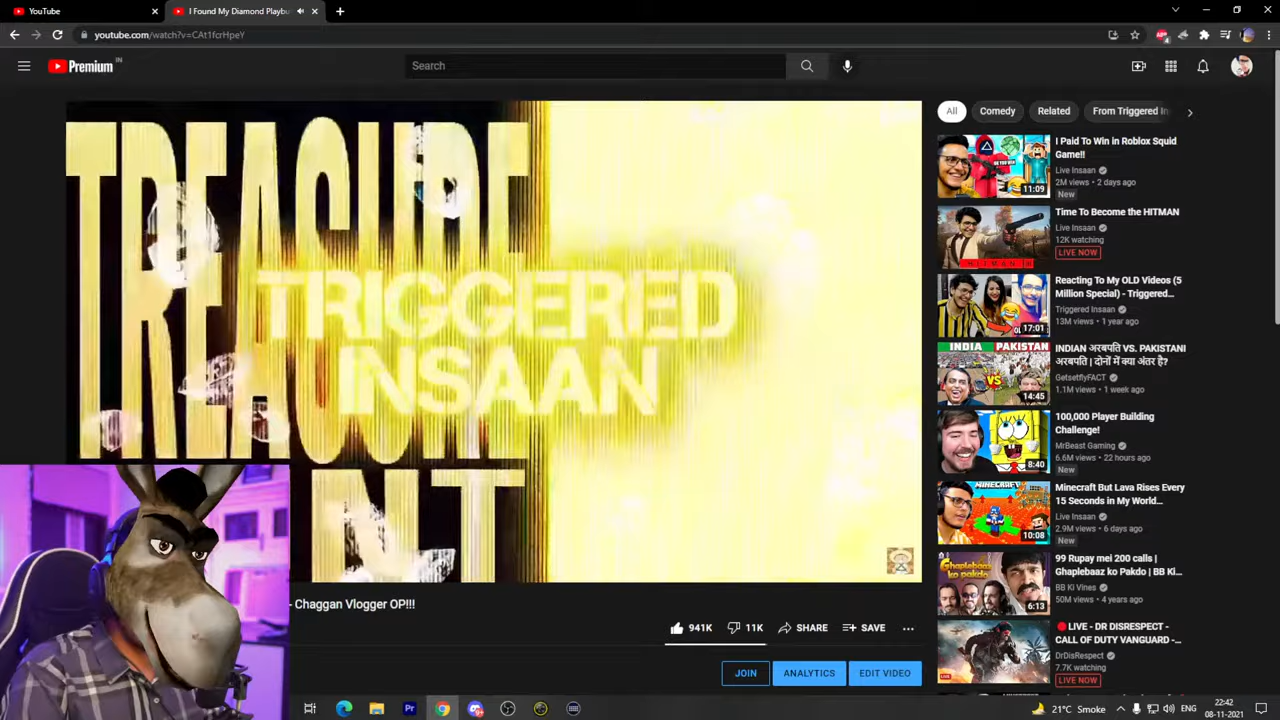 YouTube
I Found My Diamond Playbu
youtube.com/watch?v=CAt1fcrHpeY
Premium IN
Search
TREASURE
TRIGGERED
INSAAN
- Chaggan Vlogger OP!!!
941K
11K
SHARE
SAVE
JOIN
ANALYTICS
EDIT VIDEO
All
Comedy
Related
From Triggered In
11:09
I Paid To Win in Roblox Squid
Game!!
Live Insaan
2M views • 2 days ago
New
HITMAN III
Time To Become the HITMAN
Live Insaan
12K watching
LIVE NOW
17:01
Reacting To My OLD Videos (5
Million Special) - Triggered...
Triggered Insaan
13M views • 1 year ago
INDIA
PAKISTAN
VS
14:45
INDIAN अरबपति VS. PAKISTANI
अरबपति | दोनों में क्या अंतर है?
GetsetflyFACT
1.1M views • 1 week ago
8:40
100,000 Player Building
Challenge!
MrBeast Gaming
6.6M views • 22 hours ago
New
MINECRAFT
10:08
Minecraft But Lava Rises Every
15 Seconds in My World...
Live Insaan
2.9M views • 6 days ago
New
Ghaplebaaz
ko pakdo
6:13
99 Rupay mei 200 calls |
Ghaplebaaz ko Pakdo | BB Ki...
BB Ki Vines
50M views • 4 years ago
LIVE - DR DISRESPECT -
CALL OF DUTY VANGUARD -...
DrDisRespect
7.7K watching
LIVE NOW
21°C Smoke
ENG
22:42
08-11-2021